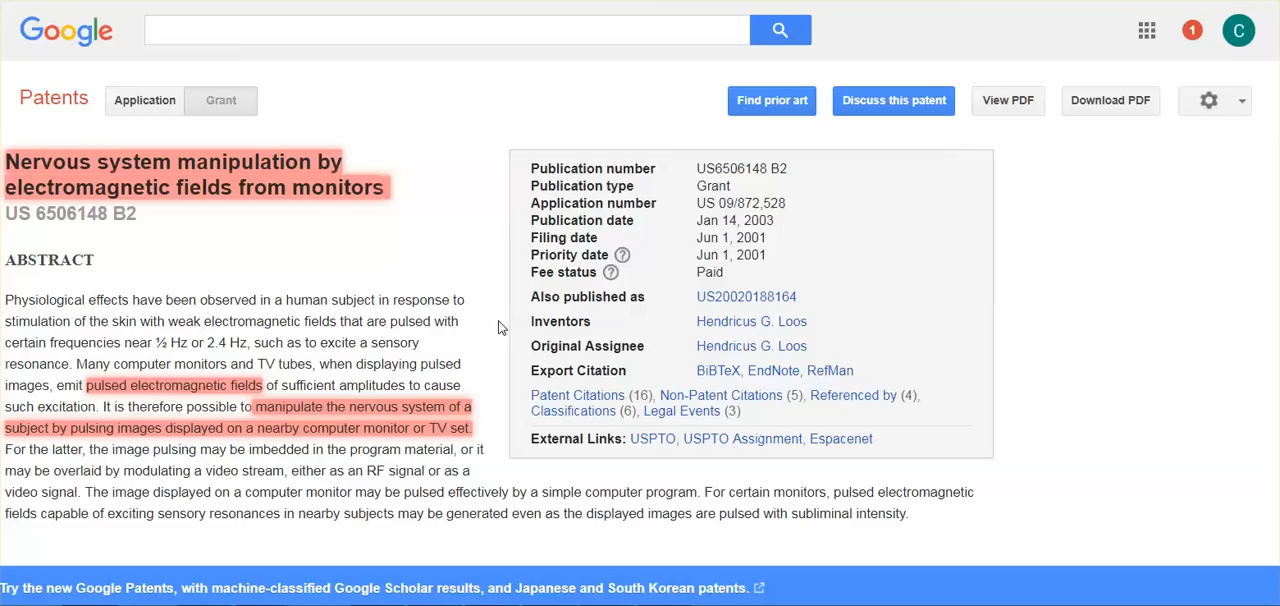 Google
1
C
Patents
Application
Grant
Find prior art
Discuss this patent
View PDF
Download PDF
Nervous system manipulation by
electromagnetic fields from monitors
US 6506148 B2
ABSTRACT
Physiological effects have been observed in a human subject in response to
stimulation of the skin with weak electromagnetic fields that are pulsed with
certain frequencies near ½ Hz or 2.4 Hz, such as to excite a sensory
resonance. Many computer monitors and TV tubes, when displaying pulsed
images, emit pulsed electromagnetic fields of sufficient amplitudes to cause
such excitation. It is therefore possible to manipulate the nervous system of a
subject by pulsing images displayed on a nearby computer monitor or TV set.
For the latter, the image pulsing may be imbedded in the program material, or it
may be overlaid by modulating a video stream, either as an RF signal or as a
video signal. The image displayed on a computer monitor may be pulsed effectively by a simple computer program. For certain monitors, pulsed electromagnetic
fields capable of exciting sensory resonances in nearby subjects may be generated even as the displayed images are pulsed with subliminal intensity.
Publication number US6506148 B2
Publication type Grant
Application number US 09/872,528
Publication date Jan 14, 2003
Filing date Jun 1, 2001
Priority date ? Jun 1, 2001
Fee status ? Paid
Also published as US20020188164
Inventors Hendricus G. Loos
Original Assignee Hendricus G. Loos
Export Citation BiBTeX, EndNote, RefMan
Patent Citations (16), Non-Patent Citations (5), Referenced by (4),
Classifications (6), Legal Events (3)
External Links: USPTO, USPTO Assignment, Espacenet
Try the new Google Patents, with machine-classified Google Scholar results, and Japanese and South Korean patents.